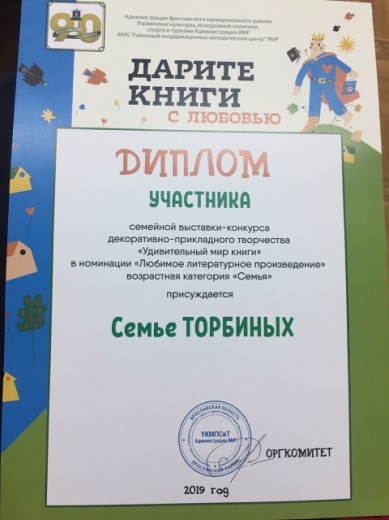 90
Администрация Ярославского муниципального района
Управление культуры, молодежной политики,
спорта и туризма Администрации ЯМР
МУК "Районный координационно-методический центр" ЯМР
ДАРИТЕ
КНИГИ
С ЛЮБОВЬЮ
ДИПЛОМ
УЧАСТНИКА
семейной выставки-конкурса
декоративно-прикладного творчества
«Удивительный мир книги»
в номинации «Любимое литературное произведение»
возрастная категория «Семья»
присуждается
Семье ТОРБИНЫХ
ЯРОСЛАВСКАЯ ОБЛАСТЬ
УКМПСиТ
Администрации ЯМР
ЯРОСЛАВСКИЙ РАЙОН
ОРГКОМИТЕТ
2019 год